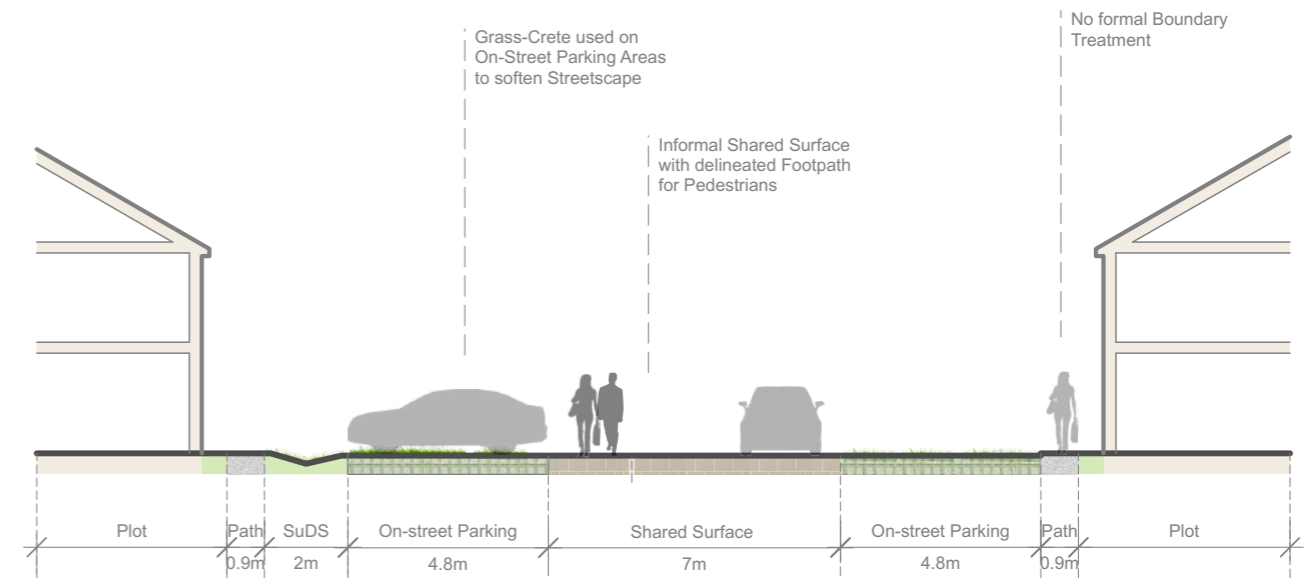 Grass-Crete used on
On-Street Parking Areas
to soften Streetscape
No formal Boundary
Treatment
Informal Shared Surface
with delineated Footpath
for Pedestrians
Plot
Path
SuDS
On-street Parking
Shared Surface
On-street Parking
Path
Plot
0.9m
2m
4.8m
7m
4.8m
0.9m